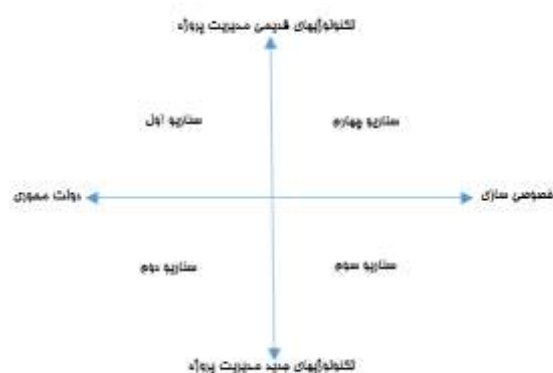 تکنولوژیهای قدیمی مدیریت پروژه
سناریو چهارم
سناریو اول
خصوصی سازی
دولت محوری
سناریو سوم
سناریو دوم
تکنولوژیهای جدید مدیریت پروژه